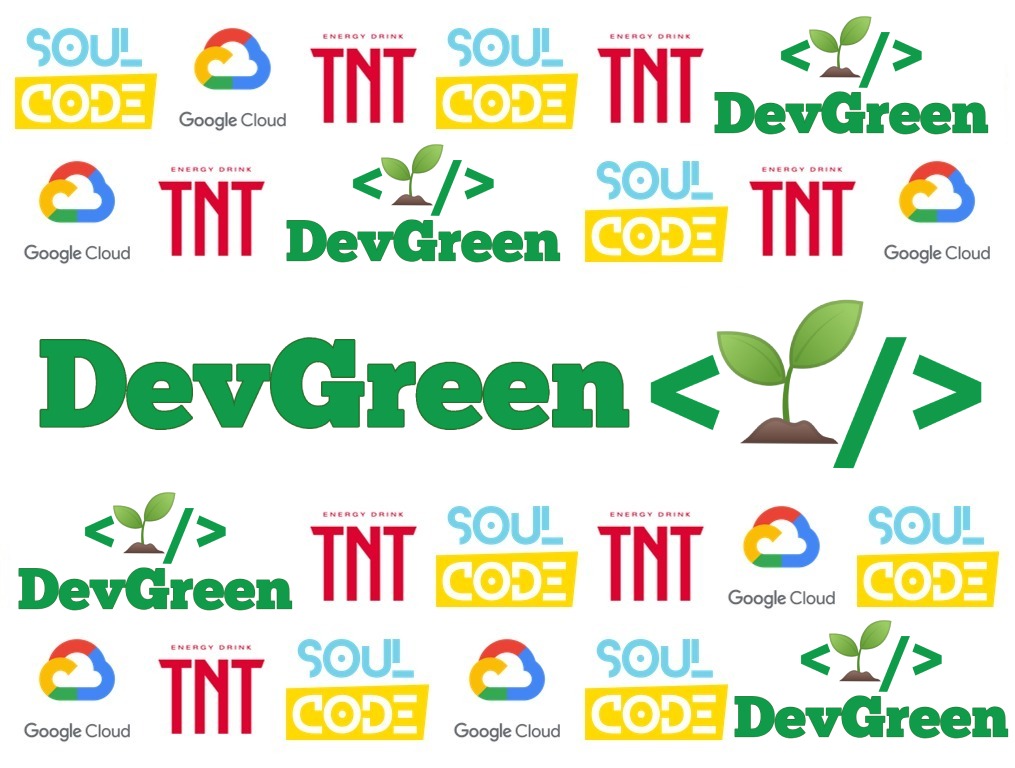 SOUL
CODE
Google Cloud
ENERGY DRINK
TNT
SOUL
CODE
ENERGY DRINK
TNT
< / >
DevGreen
Google Cloud
ENERGY DRINK
TNT
< / >
DevGreen
SOUL
CODE
ENERGY DRINK
TNT
Google Cloud
DevGreen < / >
< / >
DevGreen
ENERGY DRINK
TNT
SOUL
CODE
ENERGY DRINK
TNT
Google Cloud
SOUL
CODE
Google Cloud
ENERGY DRINK
TNT
SOUL
CODE
Google Cloud
SOUL
CODE
< / >
DevGreen